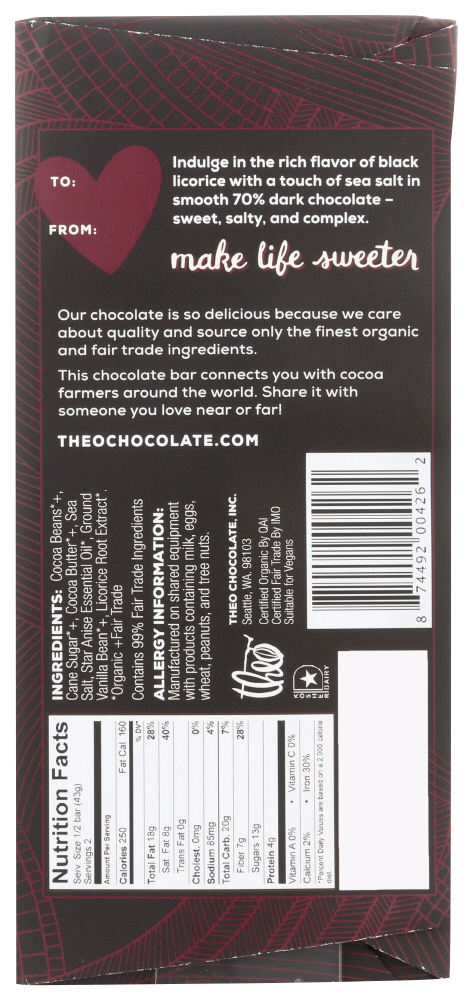 TO:
FROM:
Indulge in the rich flavor of black
licorice with a touch of sea salt in
smooth 70% dark chocolate –
sweet, salty, and complex.
make life sweeter
Our chocolate is so delicious because we care
about quality and source only the finest organic
and fair trade ingredients.
This chocolate bar connects you with cocoa
farmers around the world. Share it with
someone you love near or far!
THEOCHOCOLATE.COM
INGREDIENTS: Cocoa Beans*+,
Cane Sugar*+, Cocoa Butter*+, Sea
Salt, Star Anise Essential Oil*, Ground
Vanilla Bean*+, Licorice Root Extract*.
*Organic +Fair Trade
Contains 99% Fair Trade Ingredients
ALLERGY INFORMATION:
Manufactured on shared equipment
with products containing milk, eggs,
wheat, peanuts, and tree nuts.
theo
THEO CHOCOLATE, INC.
Seattle, WA. 98103
Certified Organic By QAI
Certified Fair Trade By IMO
Suitable for Vegans
KOSHER DAIRY
8 74492 00426 2
Nutrition Facts
Serv. Size 1/2 bar (43g)
Servings 2
Amount Per Serving
Calories 250 Fat Cal. 160
% DV*
Total Fat 18g 28%
Sat. Fat 8g 40%
Trans Fat 0g
Cholest. 0mg 0%
Sodium 85mg 4%
Total Carb. 20g 7%
Fiber 7g 28%
Sugars 13g
Protein 4g
Vitamin A 0% • Vitamin C 0%
Calcium 2% • Iron 30%
*Percent Daily Values are based on a 2,000 calorie
diet.